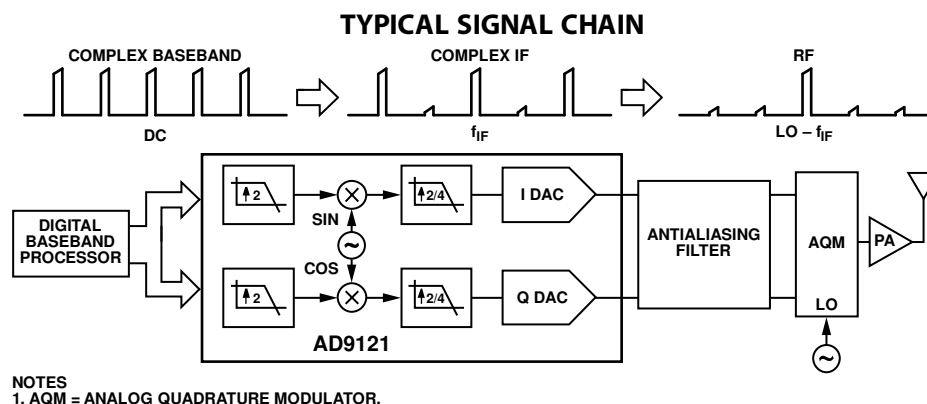 TYPICAL SIGNAL CHAIN
COMPLEX BASEBAND
COMPLEX IF
RF
DC
fIF
LO – fIF
2
2/4
I DAC
SIN
DIGITAL
BASEBAND
PROCESSOR
ANTIALIASING
FILTER
AQM
PA
COS
2
2/4
Q DAC
LO
AD9121
NOTES
1. AQM = ANALOG QUADRATURE MODULATOR.